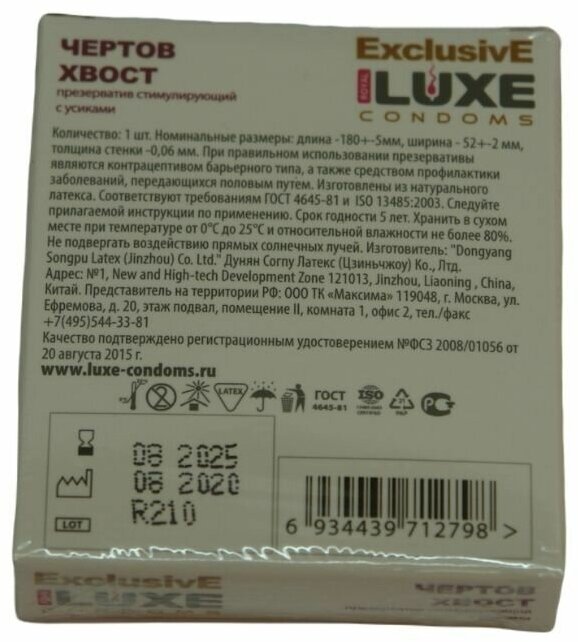 ЧЕРТОВ
ХВОСТ
презерватив стимулирующий
с усиками
ExclusivE
ROYAL
LUXE
CONDOMS
Количество: 1 шт. Номинальные размеры: длина -180+-5мм, ширина - 52+-2 мм,
толщина стенки -0,06 мм. При правильном использовании презервативы
являются контрацептивом барьерного типа, а также средством профилактики
заболеваний, передающихся половым путем. Изготовлены из натурального
латекса. Соответствуют требованиям ГОСТ 4645-81 и ISO 13485:2003. Следуйте
прилагаемой инструкции по применению. Срок годности 5 лет. Хранить в сухом
месте при температуре от 0°С до 25°С и относительной влажности не более 80%.
Не подвергать воздействию прямых солнечных лучей. Изготовитель: "Dongyang
Songpu Latex (Jinzhou) Co. Ltd." Дунян Corny Латекс (Цзиньчжоу) Ко., Лтд.
Адрес: №1, New and High-tech Development Zone 121013, Jinzhou, Liaoning , China,
Китай. Представитель на территории РФ: ООО ТК «Максима» 119048, г. Москва, ул.
Ефремова, д. 20, этаж подвал, помещение II, комната 1, офис 2, тел./факс
+7(495)544-33-81
Качество подтверждено регистрационным удостоверением №ФСЗ 2008/01056 от
20 августа 2015 г.
www.luxe-condoms.ru
LATEX
ГОСТ
4645-81
ISO
08 2025
08 2020
LOT
R210
6 934439 712798 >
ExclusivE
LUXE
ЧЕРТОВ
ХВОСТ